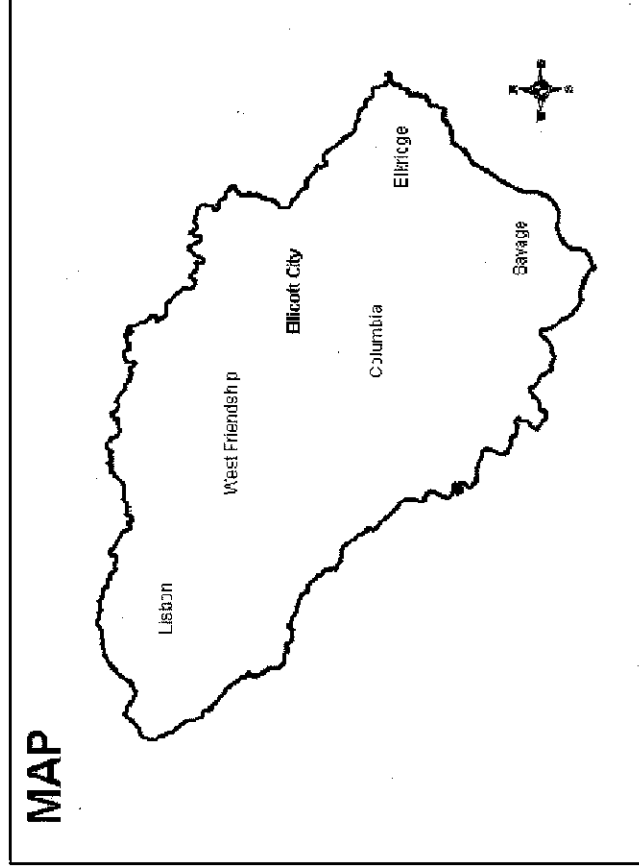 MAP
Lisbon
West Friendship
Ellicott City
Columbia
Elkridge
Savage